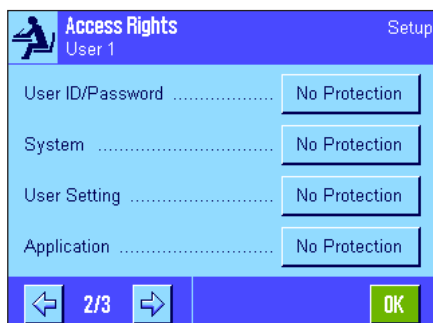 Access Rights
Setup
User 1
User ID/Password ................... No Protection
System ................................. No Protection
User Setting ........................... No Protection
Application ............................. No Protection
2/3
OK